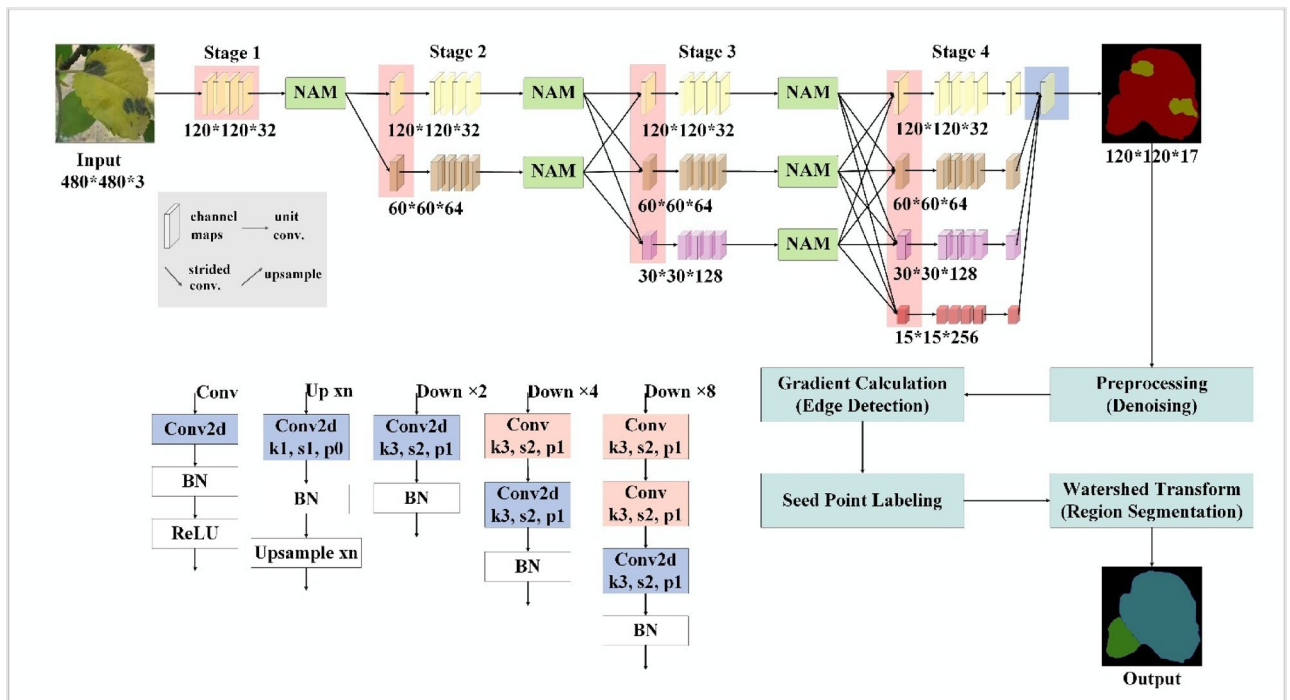 Stage 1
Stage 2
Stage 3
Stage 4
NAM
NAM
NAM
120*120*32
120*120*32
120*120*32
120*120*32
Input
480*480*3
120*120*17
NAM
NAM
60*60*64
60*60*64
60*60*64
channel
maps
unit
conv.
strided
conv.
upsample
NAM
30*30*128
30*30*128
15*15*256
Conv
Conv2d
BN
ReLU
Up xn
Conv2d
k1, s1, p0
BN
Upsample xn
Down ×2
Conv2d
k3, s2, p1
BN
Down ×4
Conv
k3, s2, p1
Conv2d
k3, s2, p1
BN
Down ×8
Conv
k3, s2, p1
Conv
k3, s2, p1
Conv2d
k3, s2, p1
BN
Gradient Calculation
(Edge Detection)
Preprocessing
(Denoising)
Seed Point Labeling
Watershed Transform
(Region Segmentation)
Output